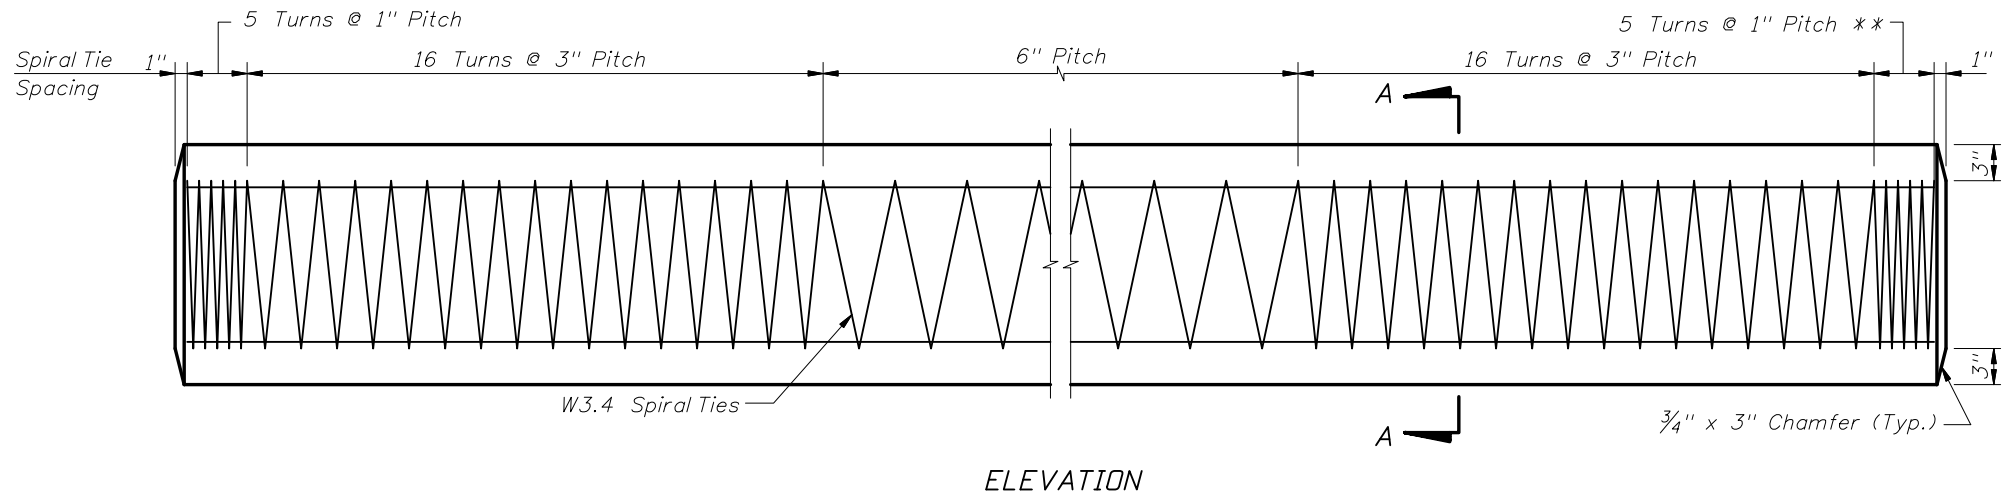 5 Turns @ 1" Pitch
5 Turns @ 1" Pitch **
Spiral Tie
Spacing
1"
16 Turns @ 3" Pitch
6" Pitch
16 Turns @ 3" Pitch
1"
A
3"
3"
W3.4 Spiral Ties
A
3/4" x 3" Chamfer (Typ.)
ELEVATION